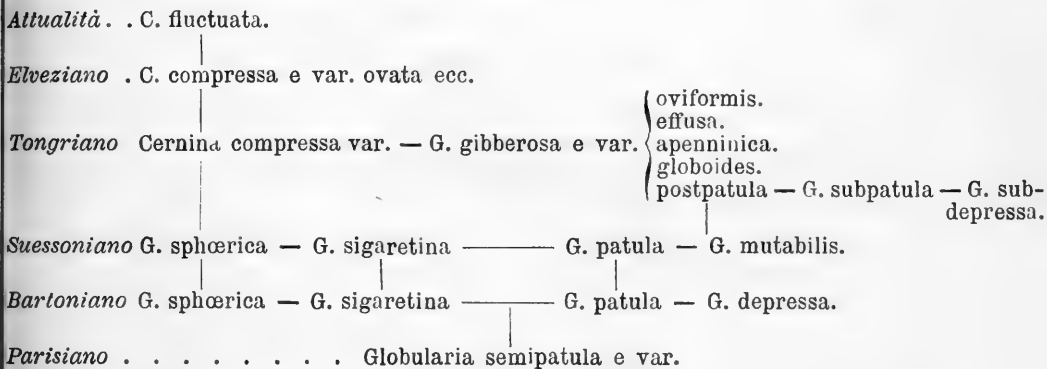 Attualità. . C. fluctuata.
Elveziano . C. compressa e var. ovata ecc.
oviformis.
effusa.
Tongriano Cernina compressa var. — G. gibberosa e var. apenninica.
globoides.
postpatula — G. subpatula — G. sub-
depressa.
Suessoniano G. sphœrica — G. sigaretina ——— G. patula — G. mutabilis.
Bartoniano G. sphœrica — G. sigaretina ——— G. patula — G. depressa.
Parisiano . . . . . . . . Globularia semipatula e var.